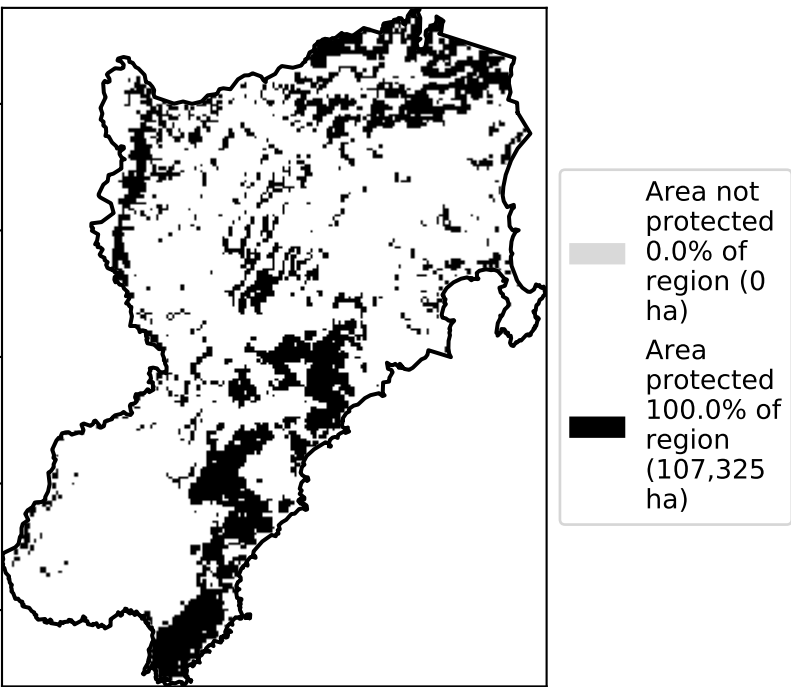 Area not
protected
0.0% of
region (0
ha)
Area
protected
100.0% of
region
(107,325
ha)